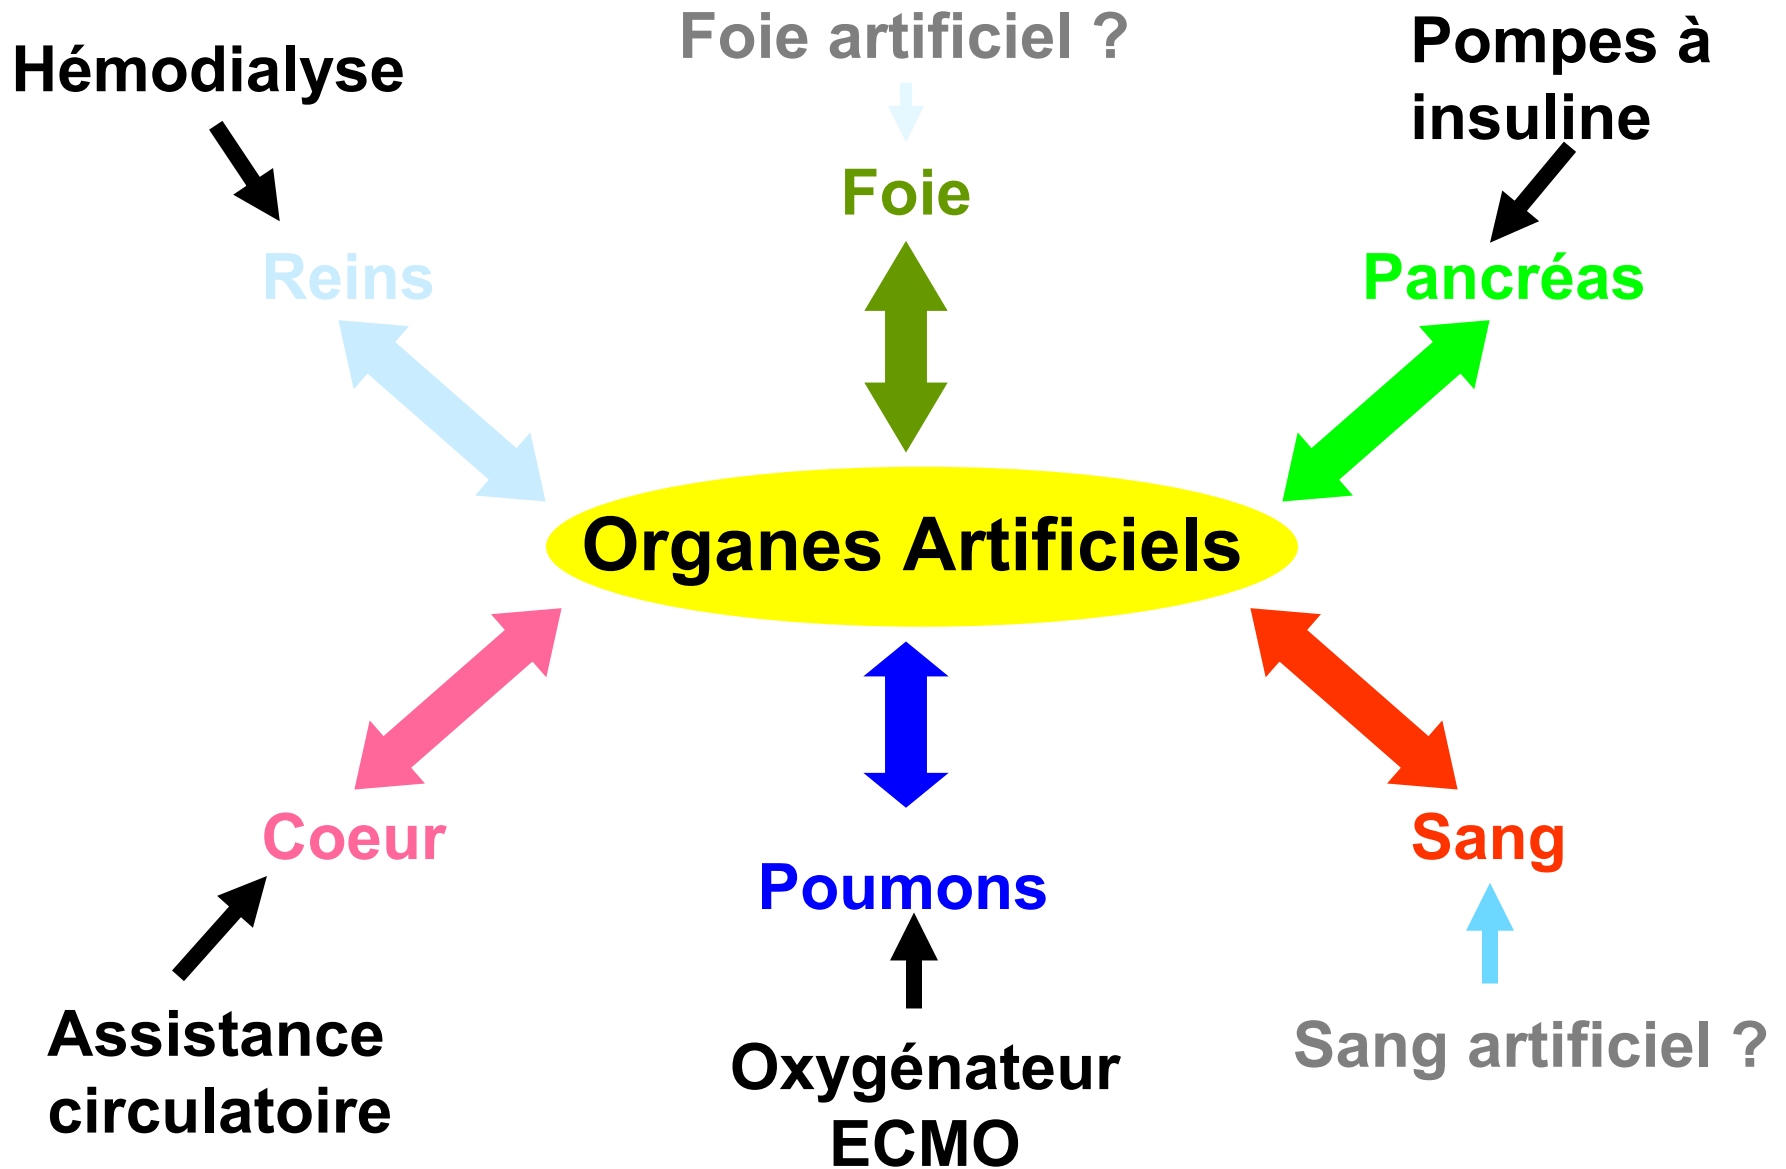 Hémodialyse
Foie artificiel ?
Pompes à
insuline
Foie
Reins
Pancréas
Organes Artificiels
Coeur
Poumons
Sang
Assistance
circulatoire
Oxygénateur
ECMO
Sang artificiel ?